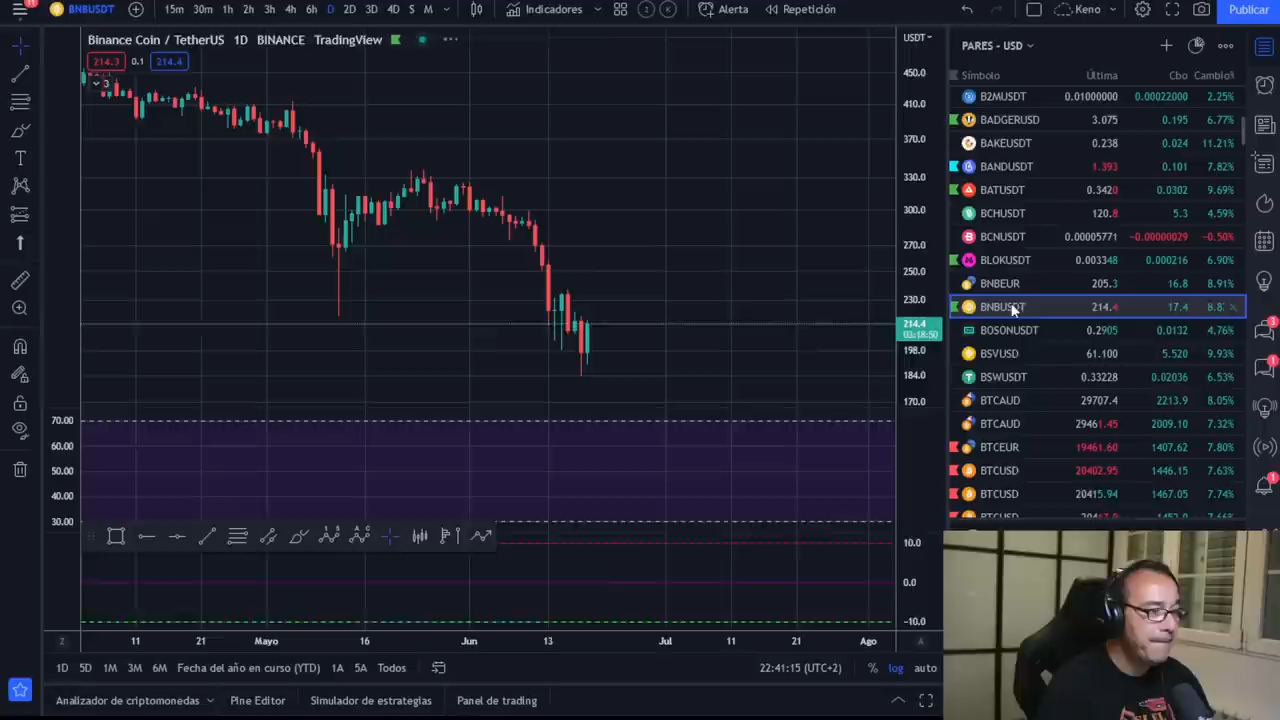 11
BNBUSDT
15m 30m 1h 2h 3h 4h 6h D 2D 3D 4D S M
Indicadores
Alerta
Repetición
Keno
Publicar
Binance Coin / TetherUS 1D BINANCE TradingView
214.3 0.1 214.4
3
USDT
450.0
410.0
370.0
330.0
300.0
270.0
250.0
230.0
214.4
03:18:50
198.0
184.0
170.0
70.00
60.00
50.00
40.00
30.00
10.0
0.0
-10.0
11 21 Mayo 16 Jun 13 Jul 11 21 Ago
Z
A
1D 5D 1M 3M 6M Fecha del año en curso (YTD) 1A 5A Todos
22:41:15 (UTC+2) % log auto
Analizador de criptomonedas Pine Editor Simulador de estrategias Panel de trading
PARES - USD
Símbolo Última Cbo Cambio%
B2MUSDT 0.01000000 0.00022000 2.25%
BADGERUSD 3.075 0.195 6.77%
BAKEUSDT 0.238 0.024 11.21%
BANDUSDT 1.393 0.101 7.82%
BATUSDT 0.3420 0.0302 9.69%
BCHUSDT 120.8 5.3 4.59%
BCNUSDT 0.00005771 -0.00000029 -0.50%
BLOKUSDT 0.003348 0.000216 6.90%
BNBEUR 205.3 16.8 8.91%
BNBUSDT 214.4 17.4
BOSONUSDT 0.2905 0.0132 4.76%
BSVUSD 61.100 5.520 9.93%
BSWUSDT 0.33228 0.02036 6.53%
BTCAUD 29707.4 2213.9 8.05%
BTCAUD 29461.45 2009.10 7.32%
BTCEUR 19461.60 1407.62 7.80%
BTCUSD 20402.95 1446.15 7.63%
BTCUSD 20415.94 1467.05 7.74%